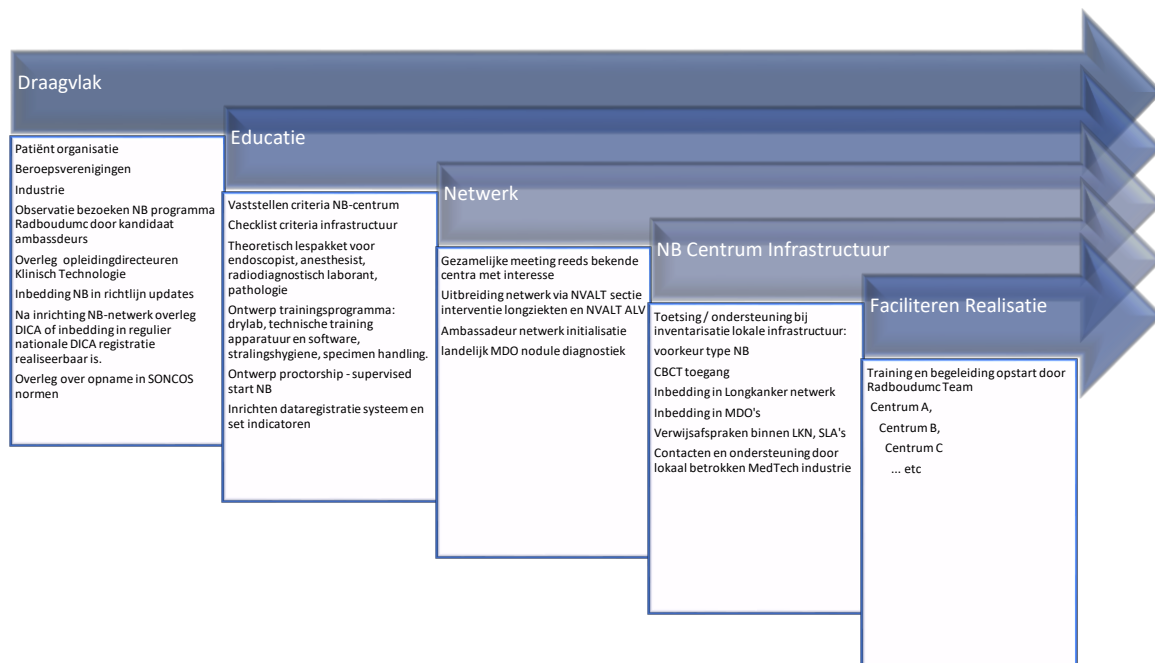 Draagvlak
Patiënt organisatie
Beroepsverenigingen
Industrie
Observatie bezoeken NB programma
Radboudumc door kandidaat
ambassdeurs
Overleg opleidingdirecteuren
Klinisch Technologie
Inbedding NB in richtlijn updates
Na inrichting NB-netwerk overleg
DICA of inbedding in regulier
nationale DICA registratie
realiseerbaar is.
Overleg over opname in SONCOS
normen
Educatie
Vaststellen criteria NB-centrum
Checklist criteria infrastructuur
Theoretisch lespakket voor
endoscopist, anesthesist,
radiodiagnostisch laborant,
pathologie
Ontwerp trainingsprogramma:
drylab, technische training
apparatuur en software,
stralingshygiene, specimen handling.
Ontwerp proctorship - supervised
start NB
Inrichten dataregistratie systeem en
set indicatoren
Netwerk
Gezamelijke meeting reeds bekende
centra met interesse
Uitbreiding netwerk via NVALT sectie
interventie longziekten en NVALT ALV
Ambassadeur netwerk initialisatie
landelijk MDO nodule diagnostiek
NB Centrum Infrastructuur
Toetsing / ondersteuning bij
inventarisatie lokale infrastructuur:
voorkeur type NB
CBCT toegang
Inbedding in Longkanker netwerk
Inbedding in MDO's
Verwijsafspraken binnen LKN, SLA's
Contacten en ondersteuning door
lokaal betrokken MedTech industrie
Faciliteren Realisatie
Training en begeleiding opstart door
Radboudumc Team
Centrum A,
Centrum B,
Centrum C
... etc